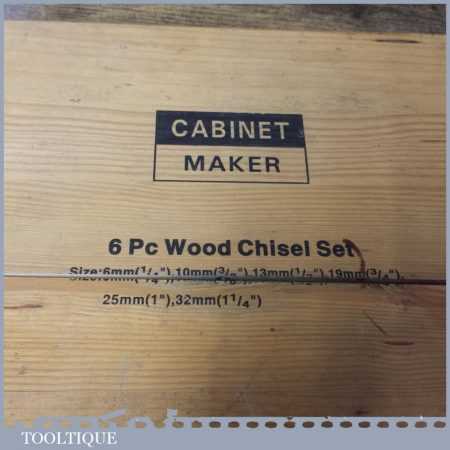 CABINET
MAKER
6 Pc Wood Chisel Set
Size:6mm(1/4"),10mm(3/8"),13mm(1/2"),19mm(3/4"),
25mm(1"),32mm(11/4")
TOOLTIQUE